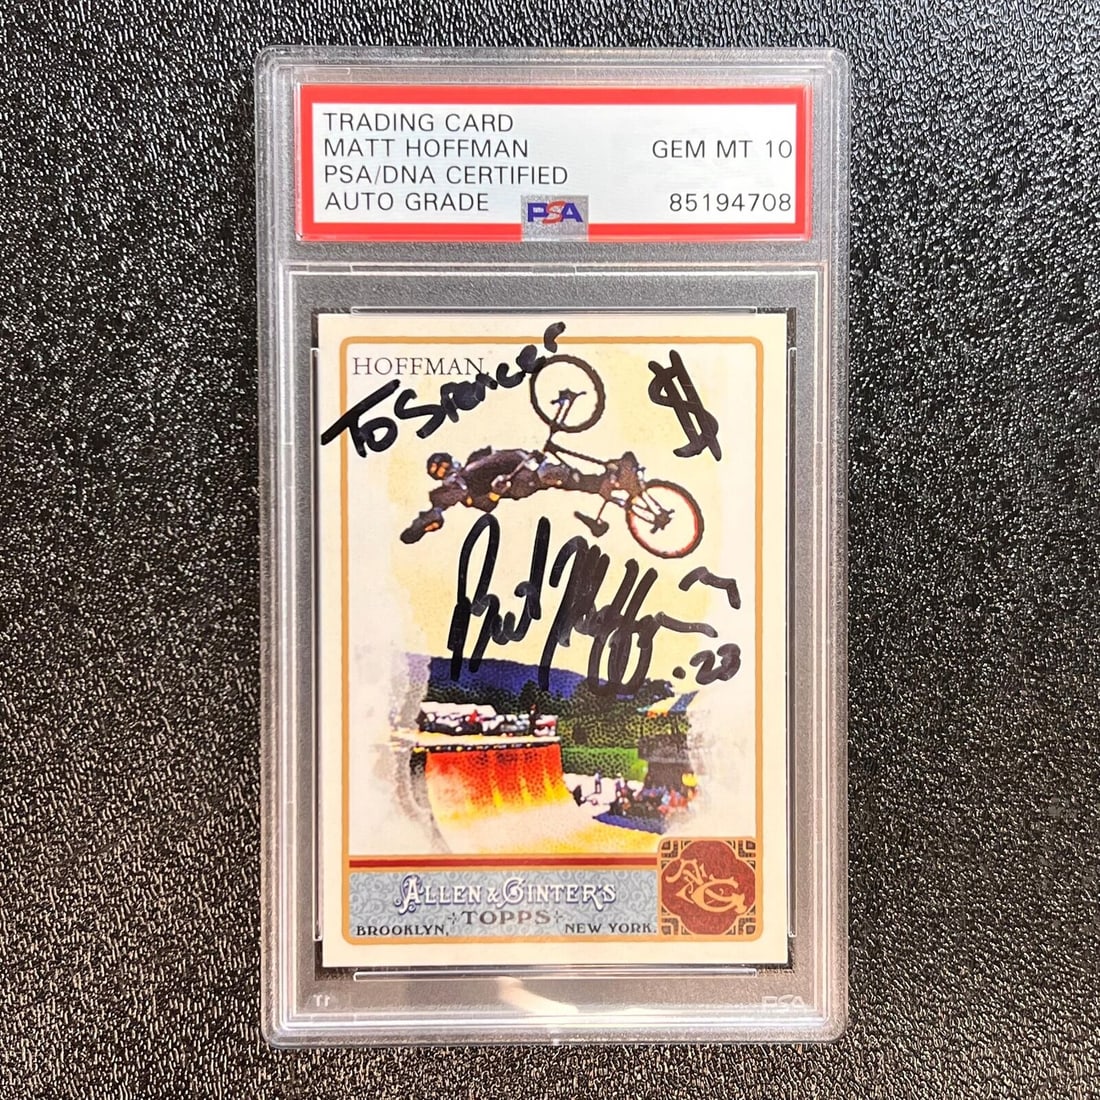 TRADING CARD
MATT HOFFMAN
GEM MT 10
PSA/DNA CERTIFIED
AUTO GRADE
PSA
85194708
HOFFMAN
To Spencer
$
.23
ALLEN & GINTER'S
TOPPS
BROOKLYN,
NEW YORK.
A&G
PSA